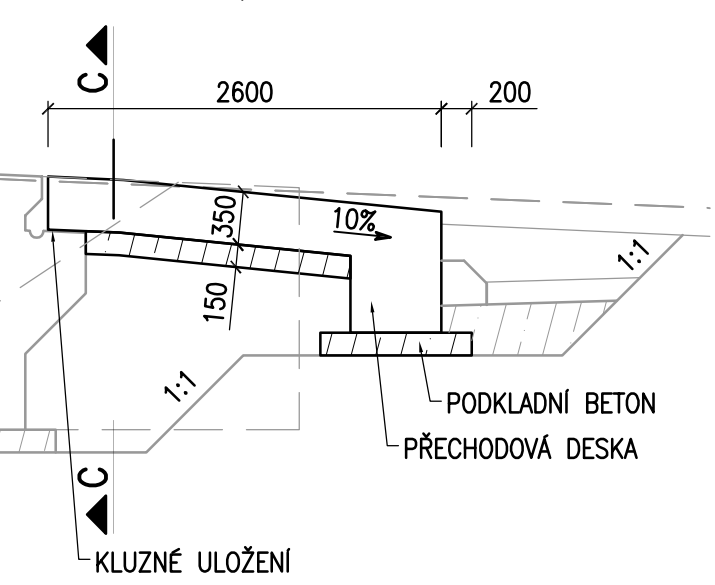 C
2600
200
350
10%
1:1
150
1:1
PODKLADNÍ BETON
PŘECHODOVÁ DESKA
C
KLUZNÉ ULOŽENÍ